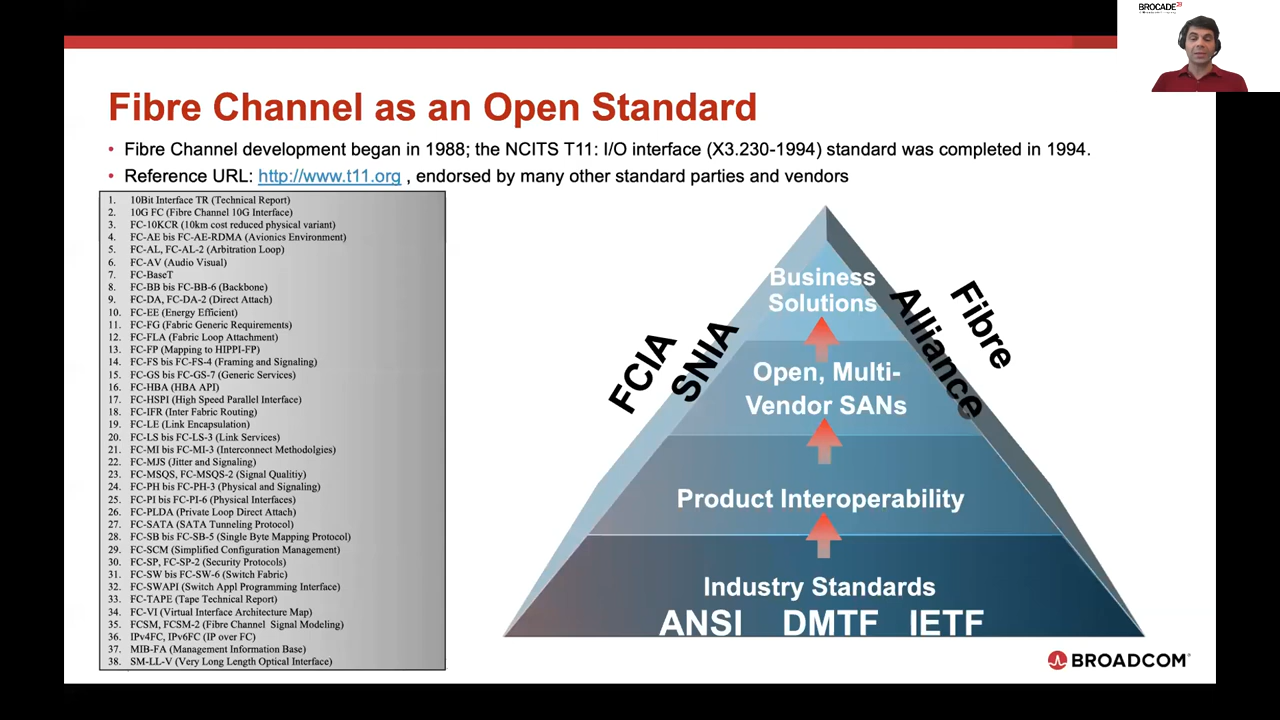 BROCADE
Fibre Channel as an Open Standard
• Fibre Channel development began in 1988; the NCITS T11: I/O interface (X3.230-1994) standard was completed in 1994.
• Reference URL: http://www.t11.org , endorsed by many other standard parties and vendors
1. 10Bit Interface TR (Technical Report)
2. 10G FC (Fibre Channel 10G Interface)
3. FC-10KCR (10km cost reduced physical variant)
4. FC-AE bis FC-AE-RDMA (Avionics Environment)
5. FC-AL, FC-AL-2 (Arbitration Loop)
6. FC-AV (Audio Visual)
7. FC-BaseT
8. FC-BB bis FC-BB-6 (Backbone)
9. FC-DA, FC-DA-2 (Direct Attach)
10. FC-EE (Energy Efficient)
11. FC-FG (Fabric Generic Requirements)
12. FC-FLA (Fabric Loop Attachment)
13. FC-FP (Mapping to HIPPI-FP)
14. FC-FS bis FC-FS-4 (Framing and Signaling)
15. FC-GS bis FC-GS-7 (Generic Services)
16. FC-HBA (HBA API)
17. FC-HSPI (High Speed Parallel Interface)
18. FC-IFR (Inter Fabric Routing)
19. FC-LE (Link Encapsulation)
20. FC-LS bis FC-LS-3 (Link Services)
21. FC-MI bis FC-MI-3 (Interconnect Methodolgies)
22. FC-MJS (Jitter and Signaling)
23. FC-MSQS, FC-MSQS-2 (Signal Qualitiy)
24. FC-PH bis FC-PH-3 (Physical and Signaling)
25. FC-PI bis FC-PI-6 (Physical Interfaces)
26. FC-PLDA (Private Loop Direct Attach)
27. FC-SATA (SATA Tunneling Protocol)
28. FC-SB bis FC-SB-5 (Single Byte Mapping Protocol)
29. FC-SCM (Simplified Configuration Management)
30. FC-SP, FC-SP-2 (Security Protocols)
31. FC-SW bis FC-SW-6 (Switch Fabric)
32. FC-SWAPI (Switch Appl Programming Interface)
33. FC-TAPE (Tape Technical Report)
34. FC-VI (Virtual Interface Architecture Map)
35. FCSM, FCSM-2 (Fibre Channel Signal Modeling)
36. IPv4FC, IPv6FC (IP over FC)
37. MIB-FA (Management Information Base)
38. SM-LL-V (Very Long Length Optical Interface)
Business
Solutions
FCIA
SNIA
Fibre
Alliance
Open, Multi-
Vendor SANs
Product Interoperability
Industry Standards
ANSI DMTF IETF
BROADCOM